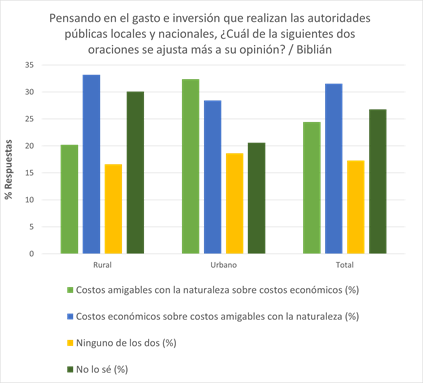 Pensando en el gasto e inversión que realizan las autoridades
públicas locales y nacionales, ¿Cuál de la siguientes dos
oraciones se ajusta más a su opinión? / Biblián
% Respuestas
35
30
25
20
15
10
5
0
Rural
Urbano
Total
Costos amigables con la naturaleza sobre costos económicos (%)
Costos económicos sobre costos amigables con la naturaleza (%)
Ninguno de los dos (%)
No lo sé (%)